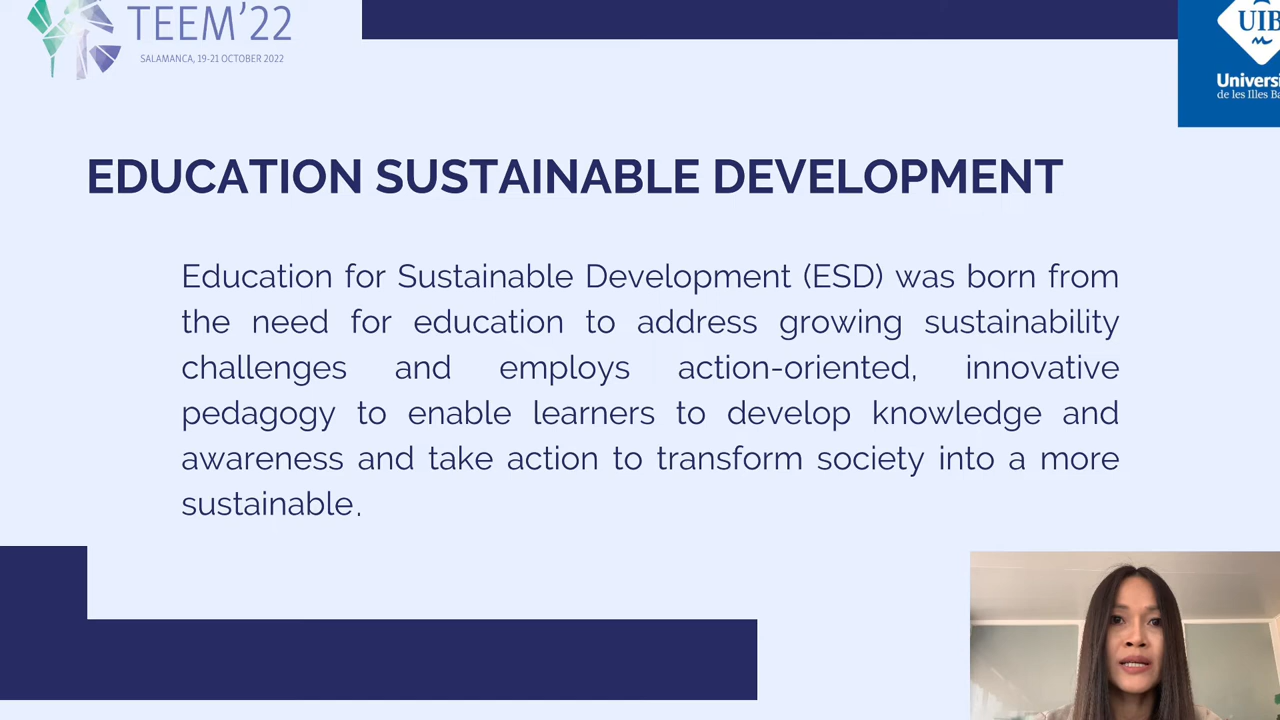 TEEM'22
SALAMANCA, 19-21 OCTOBER 2022
UIB
Universi
de les Illes Ba
EDUCATION SUSTAINABLE DEVELOPMENT
Education for Sustainable Development (ESD) was born from
the need for education to address growing sustainability
challenges and employs action-oriented, innovative
pedagogy to enable learners to develop knowledge and
awareness and take action to transform society into a more
sustainable.